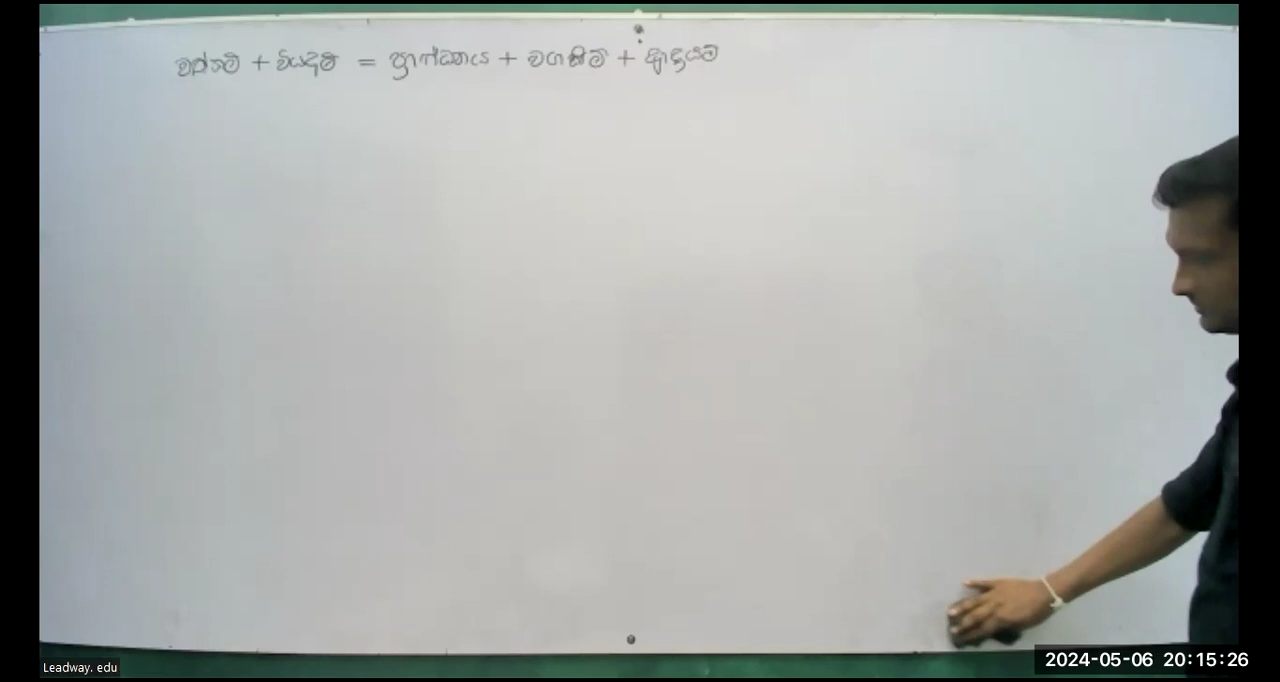 වත්කම් + වියදම් = ප්‍රාග්ධනය + වගකීම් + ආදායම්
Leadway. edu
2024-05-06 20:15:26